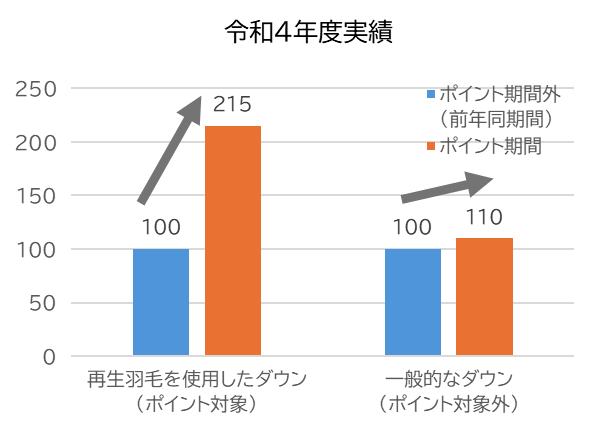 令和4年度実績
250
200
150
100
50
0
ポイント期間外
（前年同期間）
ポイント期間
100
215
100
110
再生羽毛を使用したダウン
（ポイント対象）
一般的なダウン
（ポイント対象外）